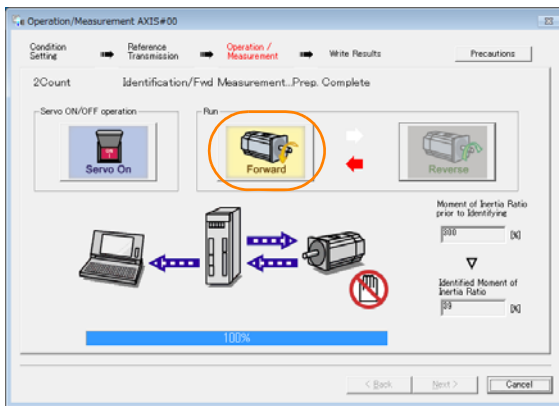 Operation/Measurement AXIS#00
Condition Setting
Reference Transmission
Operation / Measurement
Write Results
Precautions
2Count
Identification/Fwd Measurement...Prep. Complete
Servo ON/OFF operation
Run
Servo On
Forward
Reverse
Moment of Inertia Ratio
prior to Identifying
300 [%]
Identified Moment of
Inertia Ratio
39 [%]
100%
< Back
Next >
Cancel